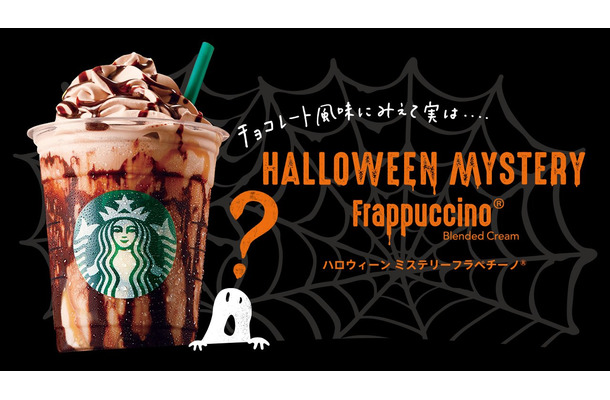 チョコレート風味にみえて実は....
HALLOWEEN MYSTERY
Frappuccino®
Blended Cream
?
ハロウィーン ミステリーフラペチーノ®